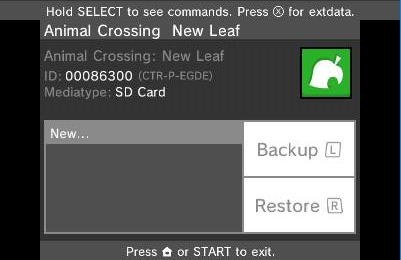 Hold SELECT to see commands. Press Ⓧ for extdata.
Animal Crossing New Leaf
Animal Crossing: New Leaf
ID: 00086300 (CTR-P-EGDE)
Mediatype: SD Card
New...
Backup L
Restore R
Press or START to exit.